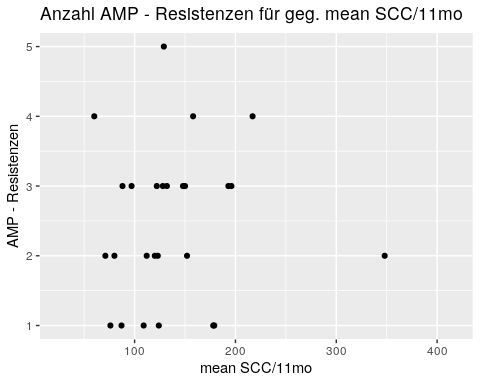 Anzahl AMP - Resistenzen für geg. mean SCC/11mo
AMP - Resistenzen
5
4
3
2
1
100 200 300 400
mean SCC/11mo